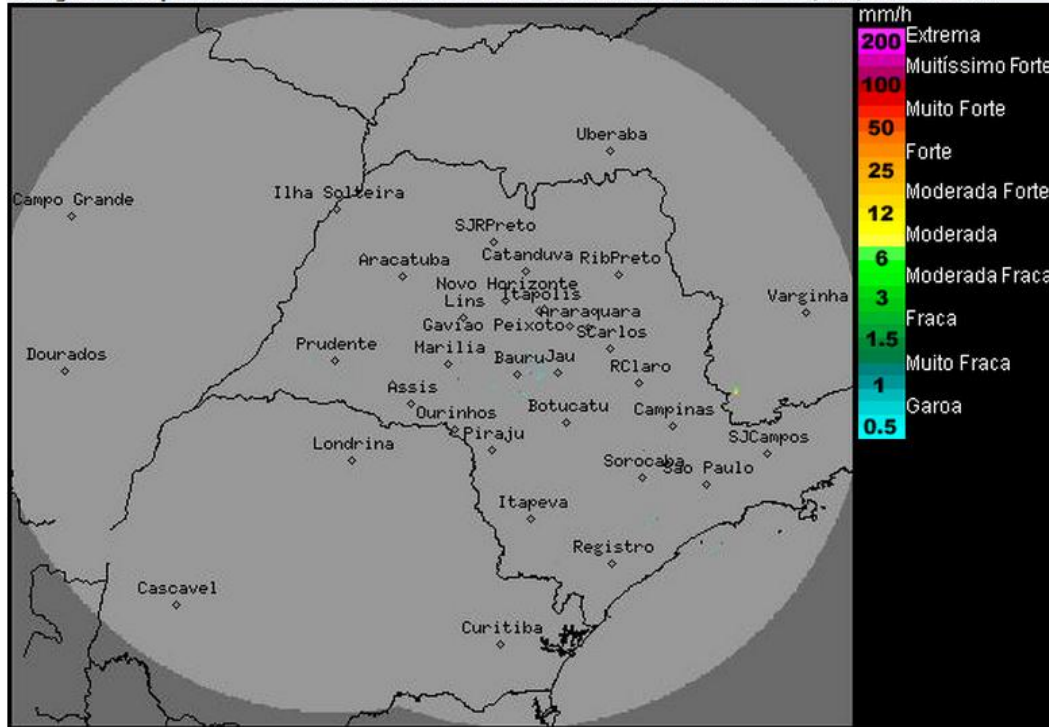 Uberaba
Campo Grande
Ilha Solteira
SJRPreto
Catanduva
RibPreto
Aracatuba
Novo Horizonte
Itapolis
Lins
Araraquara
Varginha
Gaviao Peixoto
SCarlos
Prudente
Marilia
Bauru
Jau
Dourados
RClaro
Assis
Ourinhos
Botucatu
Campinas
Piraju
Londrina
SJCampos
Sorocaba
Sao Paulo
Itapeva
Registro
Cascavel
Curitiba
mm/h
200 Extrema
Muitíssimo Forte
100
Muito Forte
50
Forte
25
Moderada Forte
12
Moderada
6
Moderada Fraca
3
Fraca
1.5
Muito Fraca
1
Garoa
0.5